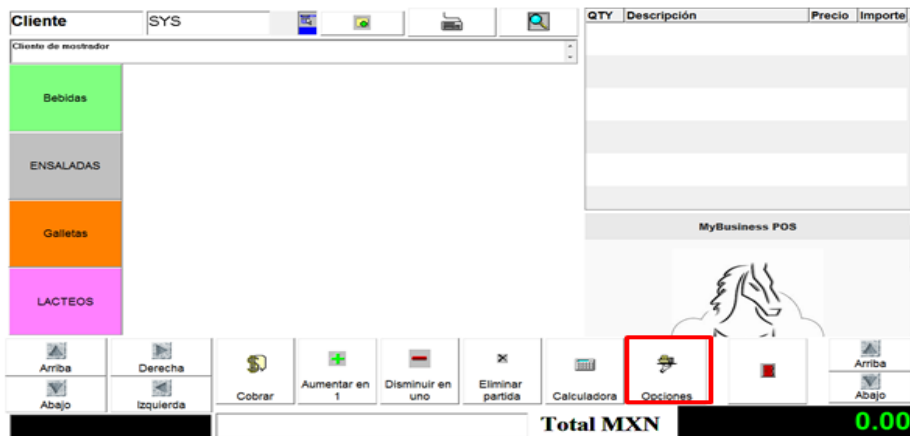 Cliente
SYS
QTY Descripción Precio Importe
Cliente de mostrador
Bebidas
ENSALADAS
Galletas
LACTEOS
MyBusiness POS
Arriba
Derecha
Abajo
Izquierda
Cobrar
Aumentar en
1
Disminuir en
uno
Eliminar
partida
Calculadora
Opciones
Arriba
Abajo
Total MXN 0.00